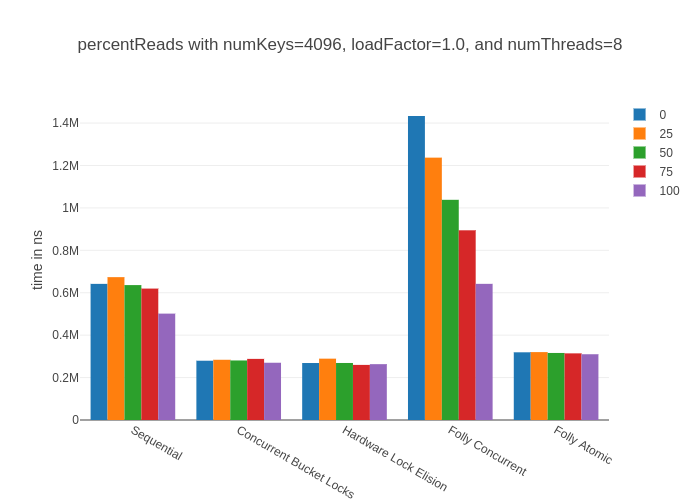 percentReads with numKeys=4096, loadFactor=1.0, and numThreads=8
0
25
50
75
100
time in ns
1.4M
1.2M
1M
0.8M
0.6M
0.4M
0.2M
0
Sequential
Concurrent Bucket Locks
Hardware Lock Elision
Folly Concurrent
Folly Atomic